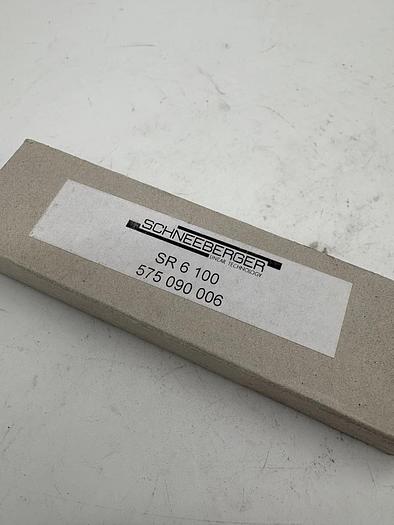 SCHNEEBERGER
LINEAR TECHNOLOGY
SR 6 100
575 090 006